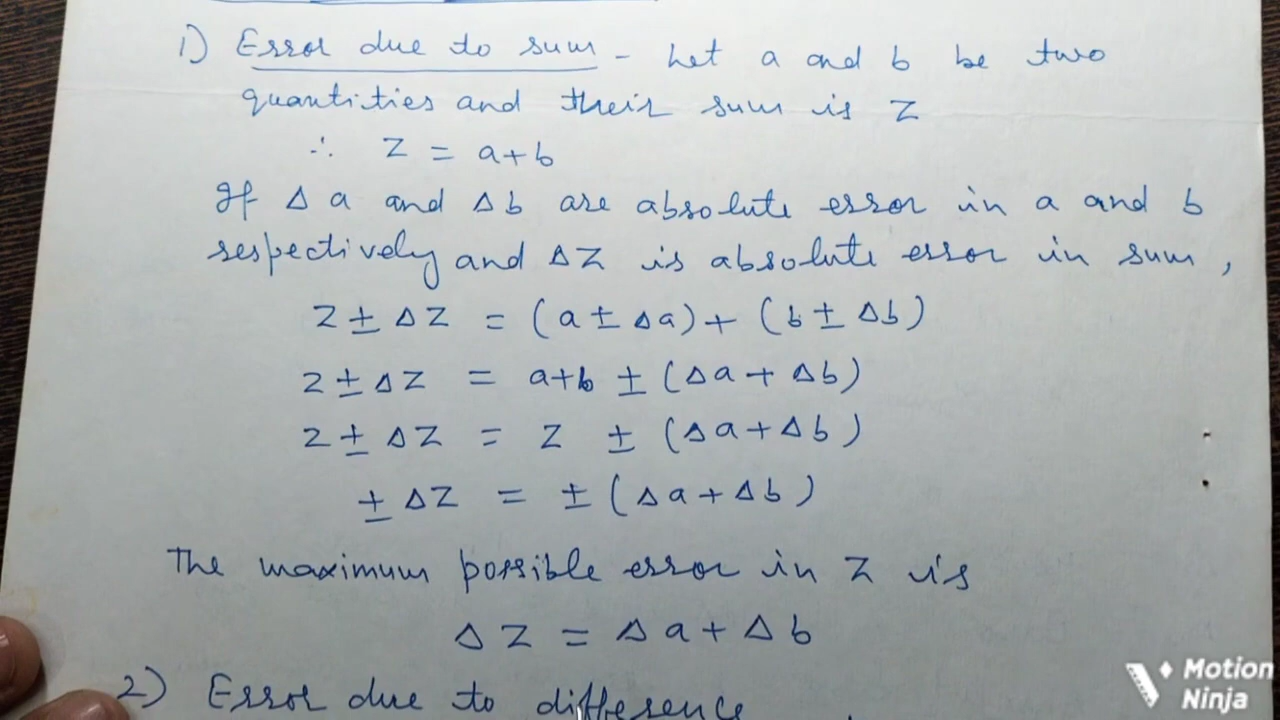 1) Error due to sum - Let a and b be two
quantities and their sum is Z
∴ Z = a+b
If Δa and Δb are absolute error in a and b
respectively and ΔZ is absolute error in sum,
Z ± ΔZ = (a ± Δa) + (b ± Δb)
Z ± ΔZ = a+b ± (Δa + Δb)
Z ± ΔZ = Z ± (Δa + Δb)
± ΔZ = ± (Δa + Δb)
The maximum possible error in Z is
ΔZ = Δa + Δb
2) Error due to difference
Motion
Ninja